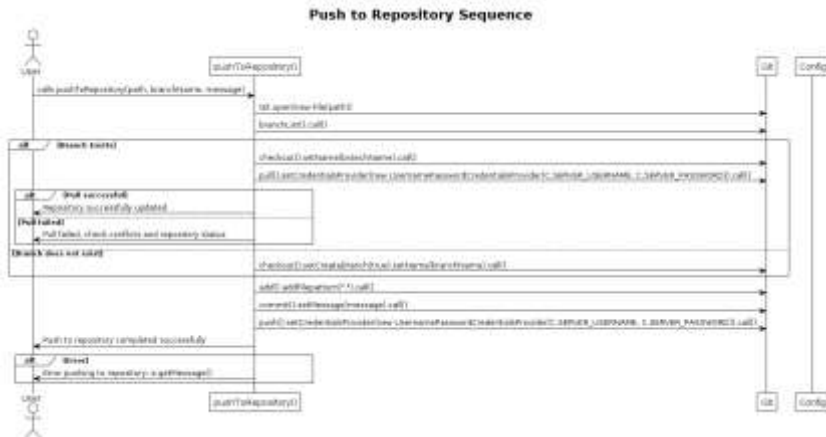 Push to Repository Sequence
User
pushToRepository()
Git
Config
calls pushToRepository(path, branchName, message)
Git.open(new File(path))
branchList().call()
alt [Branch Exists]
checkout().setName(branchName).call()
pull().setCredentialsProvider(new UsernamePasswordCredentialsProvider(C.SERVER_USERNAME, C.SERVER_PASSWORD)).call()
alt [Pull successful]
Repository successfully updated
[Pull failed]
Pull failed, check conflicts and repository status
[Branch does not exist]
checkout().setCreateBranch(true).setName(branchName).call()
add().addFilepattern(".").call()
commit().setMessage(message).call()
push().setCredentialsProvider(new UsernamePasswordCredentialsProvider(C.SERVER_USERNAME, C.SERVER_PASSWORD)).call()
Push to repository completed successfully
alt [Error]
Error pushing to repository: e.getMessage()
User
pushToRepository()
Git
Config